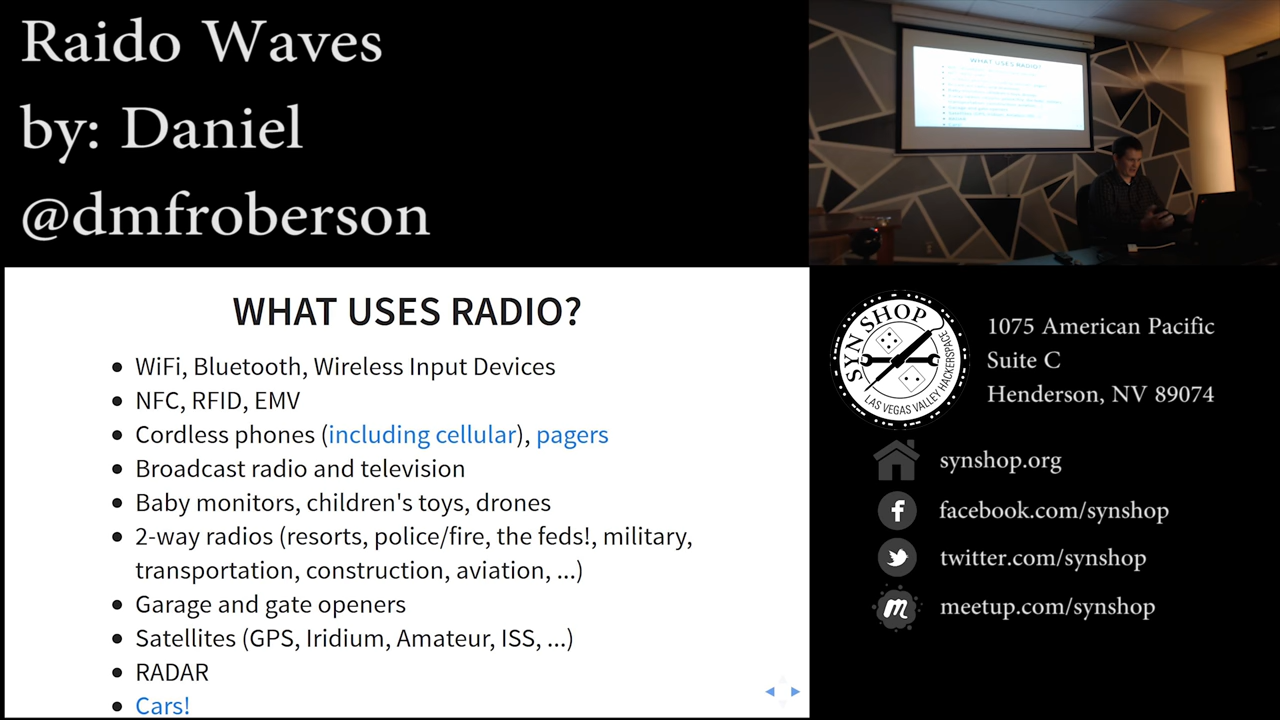 Raido Waves
by: Daniel
@dmfroberson
WHAT USES RADIO?
WHAT USES RADIO?
WiFi, Bluetooth, Wireless Input Devices
NFC, RFID, EMV
Cordless phones (including cellular), pagers
Broadcast radio and television
Baby monitors, children's toys, drones
2-way radios (resorts, police/fire, the feds!, military,
transportation, construction, aviation, ...)
Garage and gate openers
Satellites (GPS, Iridium, Amateur, ISS, ...)
RADAR
Cars!
SYN SHOP
LAS VEGAS VALLEY HACKERSPACE
1075 American Pacific
Suite C
Henderson, NV 89074
synshop.org
facebook.com/synshop
twitter.com/synshop
meetup.com/synshop